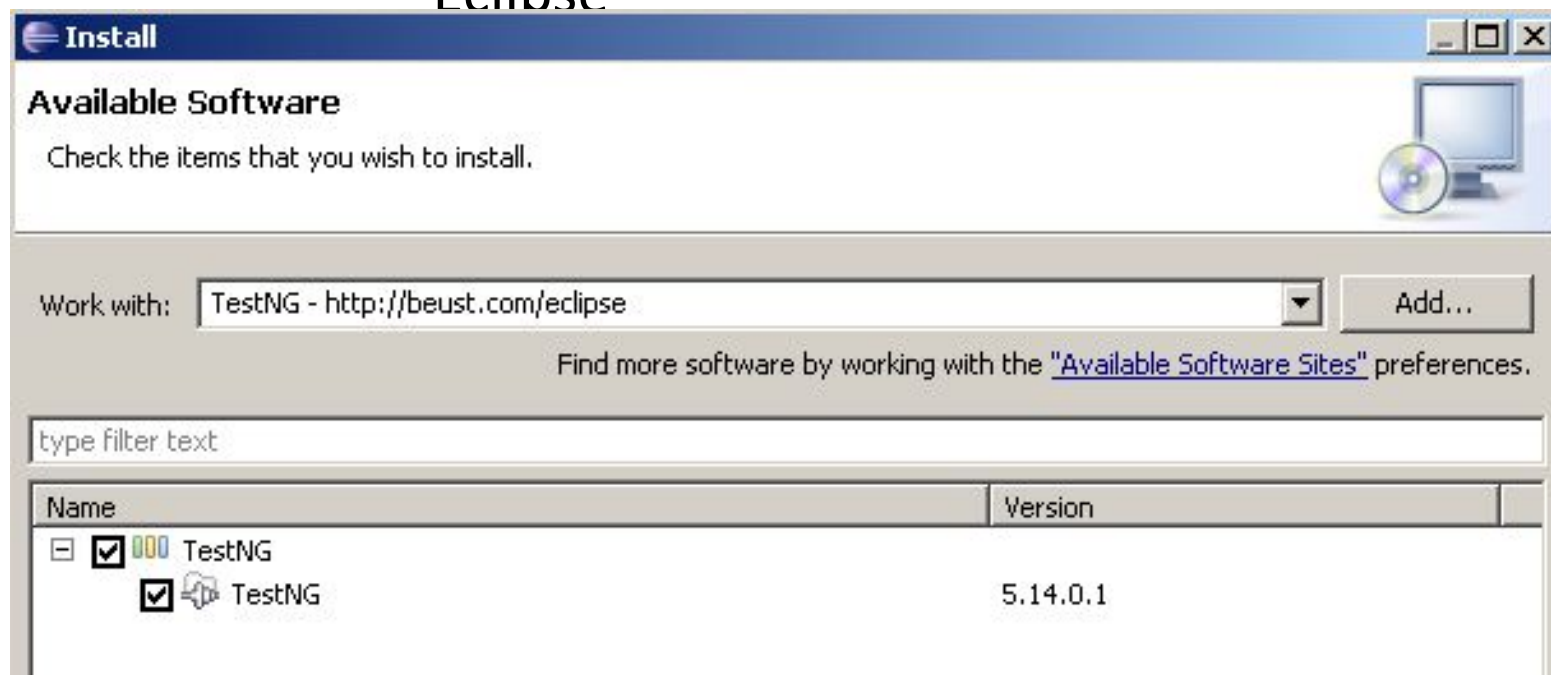 Eclipse
Install
Available Software
Check the items that you wish to install.
Work with: TestNG - http://beust.com/eclipse Add...
Find more software by working with the "Available Software Sites" preferences.
type filter text
Name Version
TestNG
TestNG 5.14.0.1